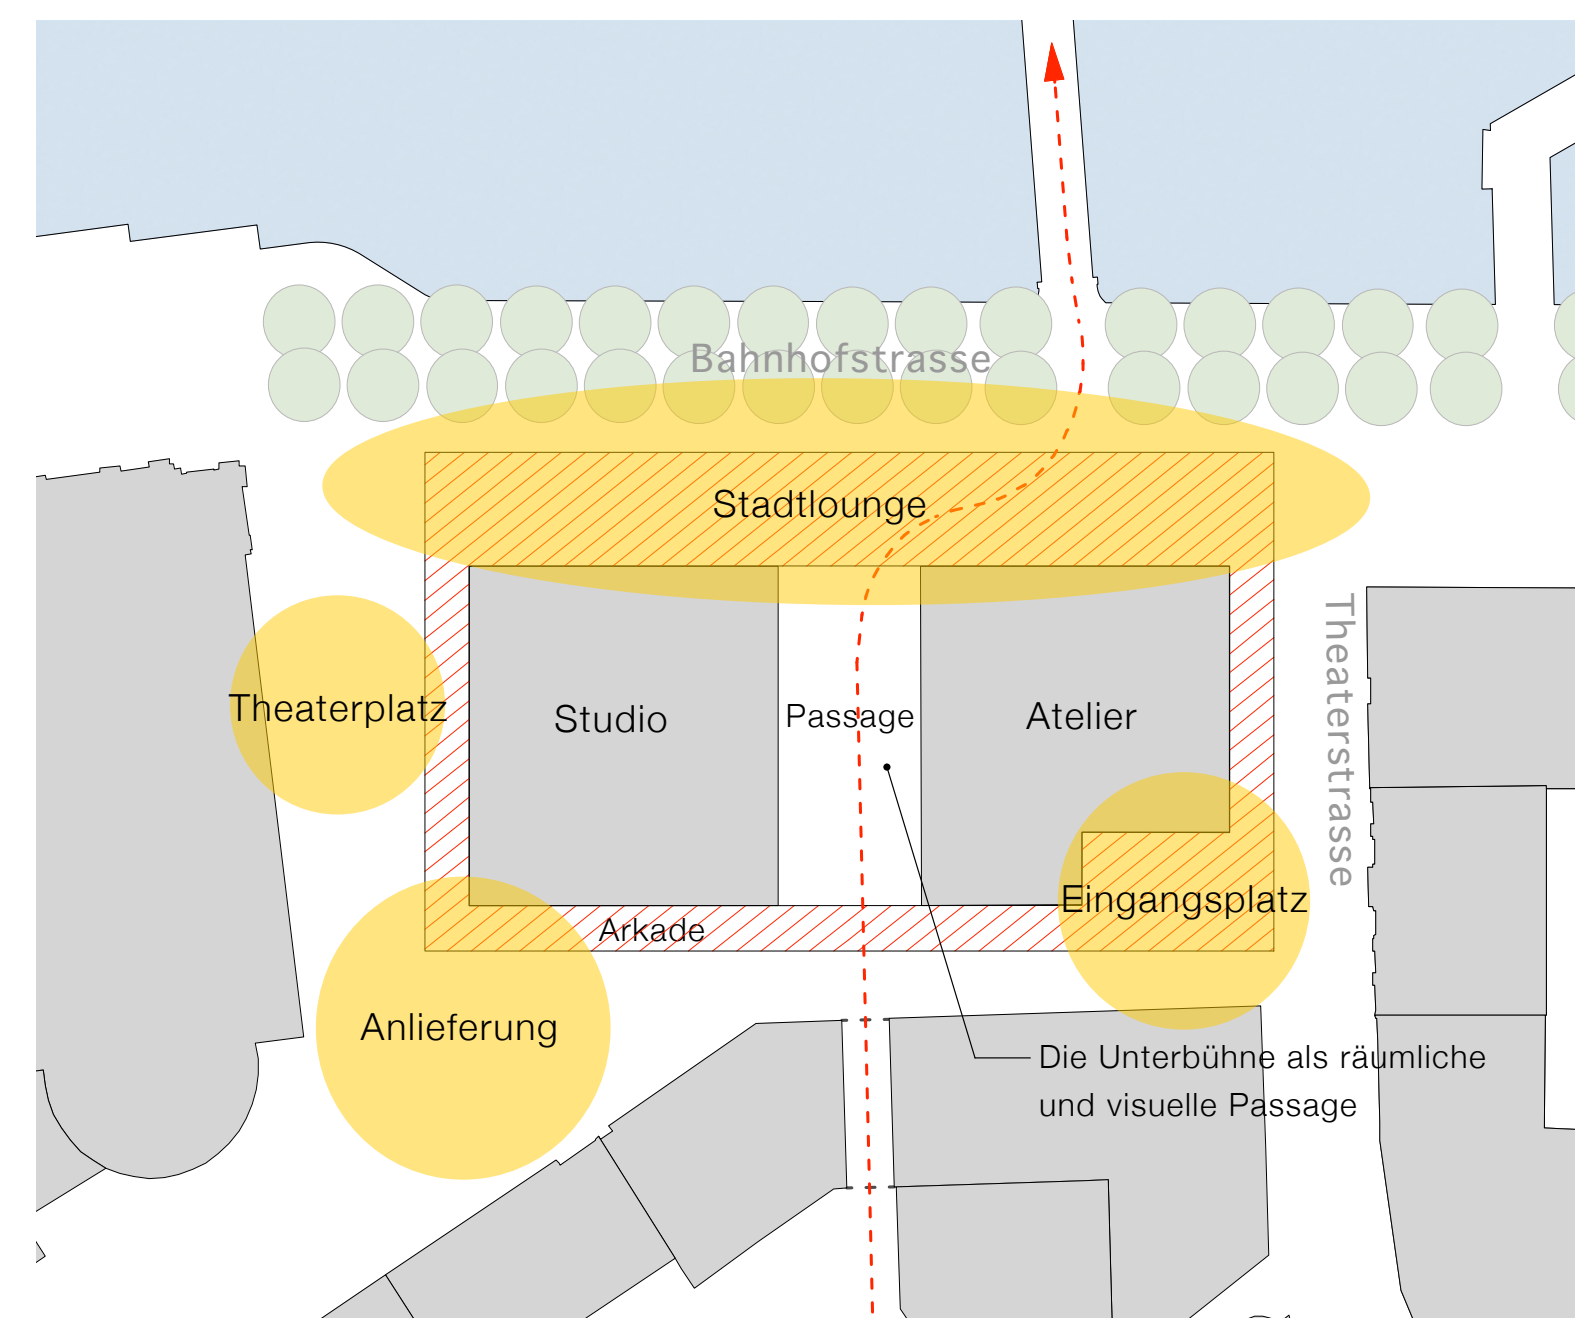 Bahnhofstrasse
Stadtlounge
Theaterplatz
Studio
Passage
Atelier
Theaterstrasse
Eingangsplatz
Arkade
Anlieferung
Die Unterbühne als räumliche
und visuelle Passage